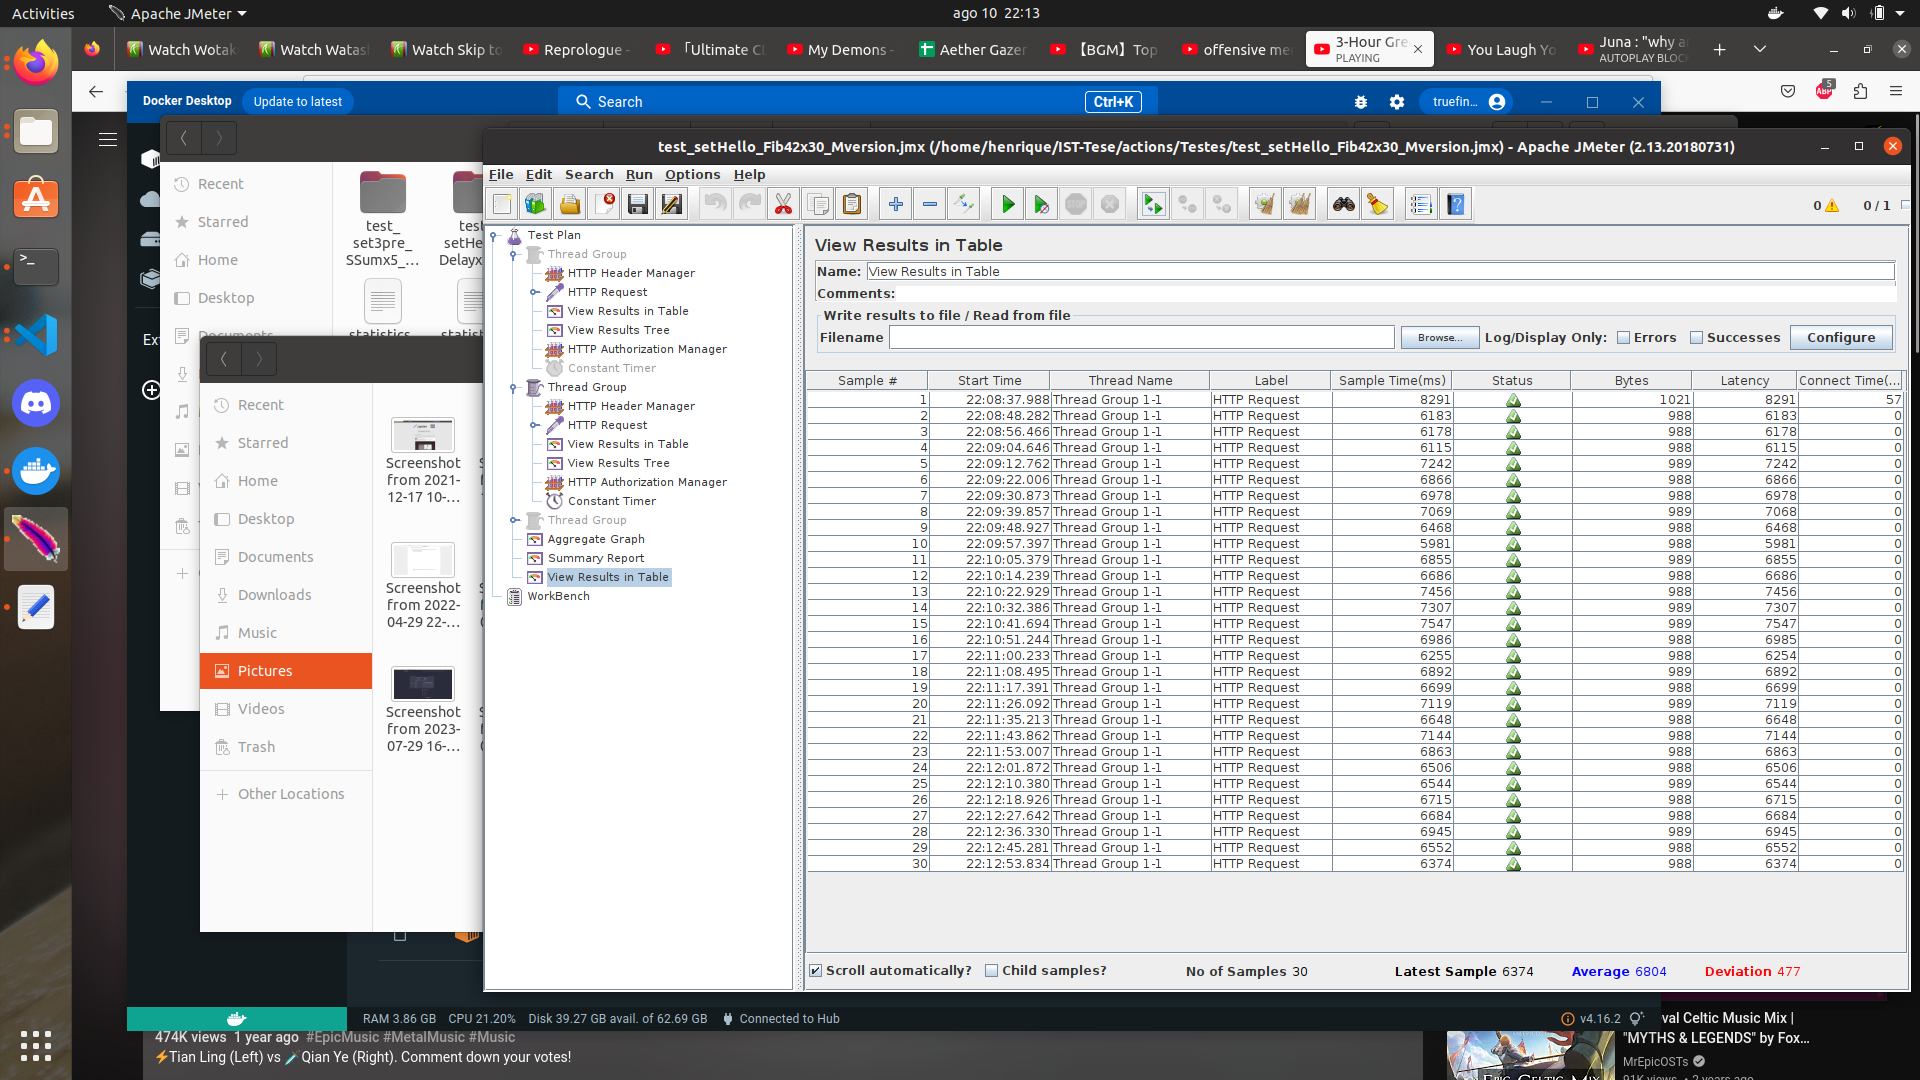 Activities
Apache JMeter
ago 10 22:13
Watch Wotak
Watch Watash
Watch Skip to
Reprologue -
「Ultimate Cl
My Demons -
Aether Gazer
【BGM】Top
offensive me
3-Hour Gre
PLAYING
You Laugh Yo
Juna : "why a
AUTOPLAY BLOC
Docker Desktop
Update to latest
Search
Ctrl+K
truefin...
ABP
5
Recent
Starred
Home
Desktop
Documents
test_
set3pre_
SSumx5_...
statistics
Ext
Recent
Starred
Home
Desktop
Documents
Downloads
Music
Pictures
Videos
Trash
Other Locations
Screenshot
from 2021-
12-17 10-...
Screenshot
from 2022-
04-29 22-...
Screenshot
from 2023-
07-29 16-...
test_setHello_Fib42x30_Mversion.jmx (/home/henrique/IST-Tese/actions/Testes/test_setHello_Fib42x30_Mversion.jmx) - Apache JMeter (2.13.20180731)
File Edit Search Run Options Help
0 0 / 1
Test Plan
Thread Group
HTTP Header Manager
HTTP Request
View Results in Table
View Results Tree
HTTP Authorization Manager
Constant Timer
Thread Group
HTTP Header Manager
HTTP Request
View Results in Table
View Results Tree
HTTP Authorization Manager
Constant Timer
Thread Group
Aggregate Graph
Summary Report
View Results in Table
WorkBench
View Results in Table
Name: View Results in Table
Comments:
Write results to file / Read from file
Filename Browse... Log/Display Only: Errors Successes Configure
Sample # Start Time Thread Name Label Sample Time(ms) Status Bytes Latency Connect Time(...
1 22:08:37.988 Thread Group 1-1 HTTP Request 8291 1021 8291 57
2 22:08:48.282 Thread Group 1-1 HTTP Request 6183 988 6183 0
3 22:08:56.466 Thread Group 1-1 HTTP Request 6178 988 6178 0
4 22:09:04.646 Thread Group 1-1 HTTP Request 6115 988 6115 0
5 22:09:12.762 Thread Group 1-1 HTTP Request 7242 989 7242 0
6 22:09:22.006 Thread Group 1-1 HTTP Request 6866 988 6866 0
7 22:09:30.873 Thread Group 1-1 HTTP Request 6978 988 6978 0
8 22:09:39.857 Thread Group 1-1 HTTP Request 7069 989 7068 0
9 22:09:48.927 Thread Group 1-1 HTTP Request 6468 988 6468 0
10 22:09:57.397 Thread Group 1-1 HTTP Request 5981 988 5981 0
11 22:10:05.379 Thread Group 1-1 HTTP Request 6855 989 6855 0
12 22:10:14.239 Thread Group 1-1 HTTP Request 6686 988 6686 0
13 22:10:22.929 Thread Group 1-1 HTTP Request 7456 988 7456 0
14 22:10:32.386 Thread Group 1-1 HTTP Request 7307 989 7307 0
15 22:10:41.694 Thread Group 1-1 HTTP Request 7547 989 7547 0
16 22:10:51.244 Thread Group 1-1 HTTP Request 6986 988 6985 0
17 22:11:00.233 Thread Group 1-1 HTTP Request 6255 988 6254 0
18 22:11:08.495 Thread Group 1-1 HTTP Request 6892 989 6892 0
19 22:11:17.391 Thread Group 1-1 HTTP Request 6699 988 6699 0
20 22:11:26.092 Thread Group 1-1 HTTP Request 7119 989 7119 0
21 22:11:35.213 Thread Group 1-1 HTTP Request 6648 988 6648 0
22 22:11:43.862 Thread Group 1-1 HTTP Request 7144 989 7144 0
23 22:11:53.007 Thread Group 1-1 HTTP Request 6863 988 6863 0
24 22:12:01.872 Thread Group 1-1 HTTP Request 6506 988 6506 0
25 22:12:10.380 Thread Group 1-1 HTTP Request 6544 989 6544 0
26 22:12:18.926 Thread Group 1-1 HTTP Request 6715 988 6715 0
27 22:12:27.642 Thread Group 1-1 HTTP Request 6684 988 6684 0
28 22:12:36.330 Thread Group 1-1 HTTP Request 6945 989 6945 0
29 22:12:45.281 Thread Group 1-1 HTTP Request 6552 988 6552 0
30 22:12:53.834 Thread Group 1-1 HTTP Request 6374 988 6374 0
Scroll automatically? Child samples? No of Samples 30 Latest Sample 6374 Average 6804 Deviation 477
RAM 3.86 GB CPU 21.20% Disk 39.27 GB avail. of 62.69 GB Connected to Hub
v4.16.2
474K views 1 year ago #EpicMusic #MetalMusic #Music
⚡Tian Ling (Left) vs Qian Ye (Right). Comment down your votes!
val Celtic Music Mix |
"MYTHS & LEGENDS" by Fox...
MrEpicOSTs